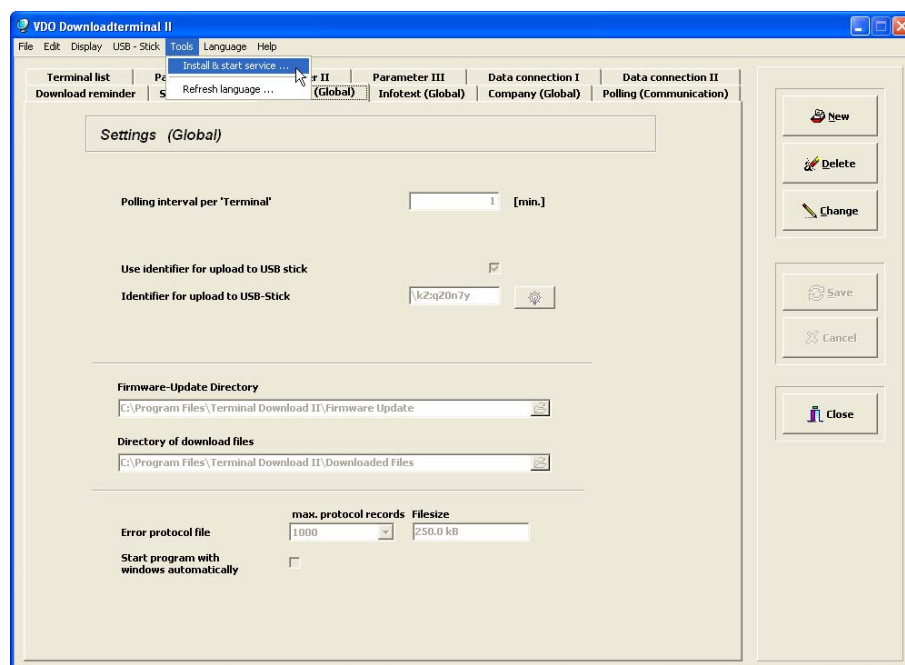 VDO Downloadterminal II
File Edit Display USB - Stick Tools Language Help
Install & start service ...
Refresh language ...
Terminal list Pa r II Parameter III Data connection I Data connection II
Download reminder S (Global) Infotext (Global) Company (Global) Polling (Communication)
Settings (Global)
Polling interval per 'Terminal' 1 [min.]
Use identifier for upload to USB stick
Identifier for upload to USB-Stick \k2:q20n7y
Firmware-Update Directory
C:\Program Files\Terminal Download II\Firmware Update
Directory of download files
C:\Program Files\Terminal Download II\Downloaded Files
max. protocol records Filesize
Error protocol file 1000 250.0 kB
Start program with
windows automatically
New
Delete
Change
Save
Cancel
Close